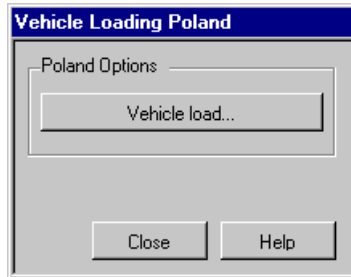 Vehicle Loading Poland
Poland Options
Vehicle load...
Close
Help